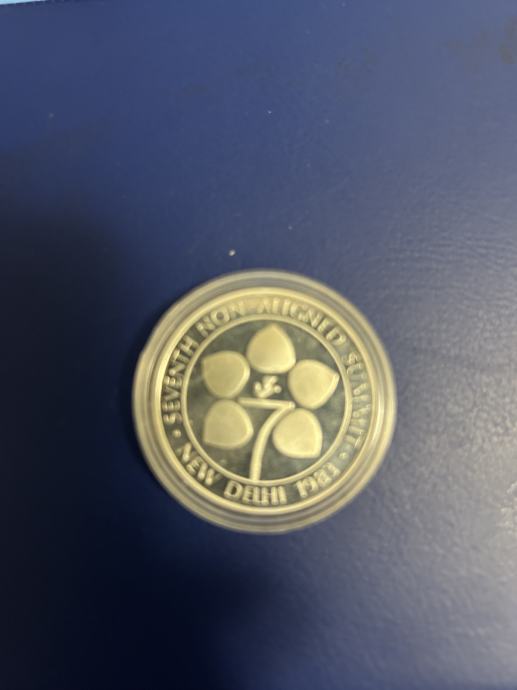 SEVENTH NON-ALIGNED SUMMIT
NEW DELHI 1983